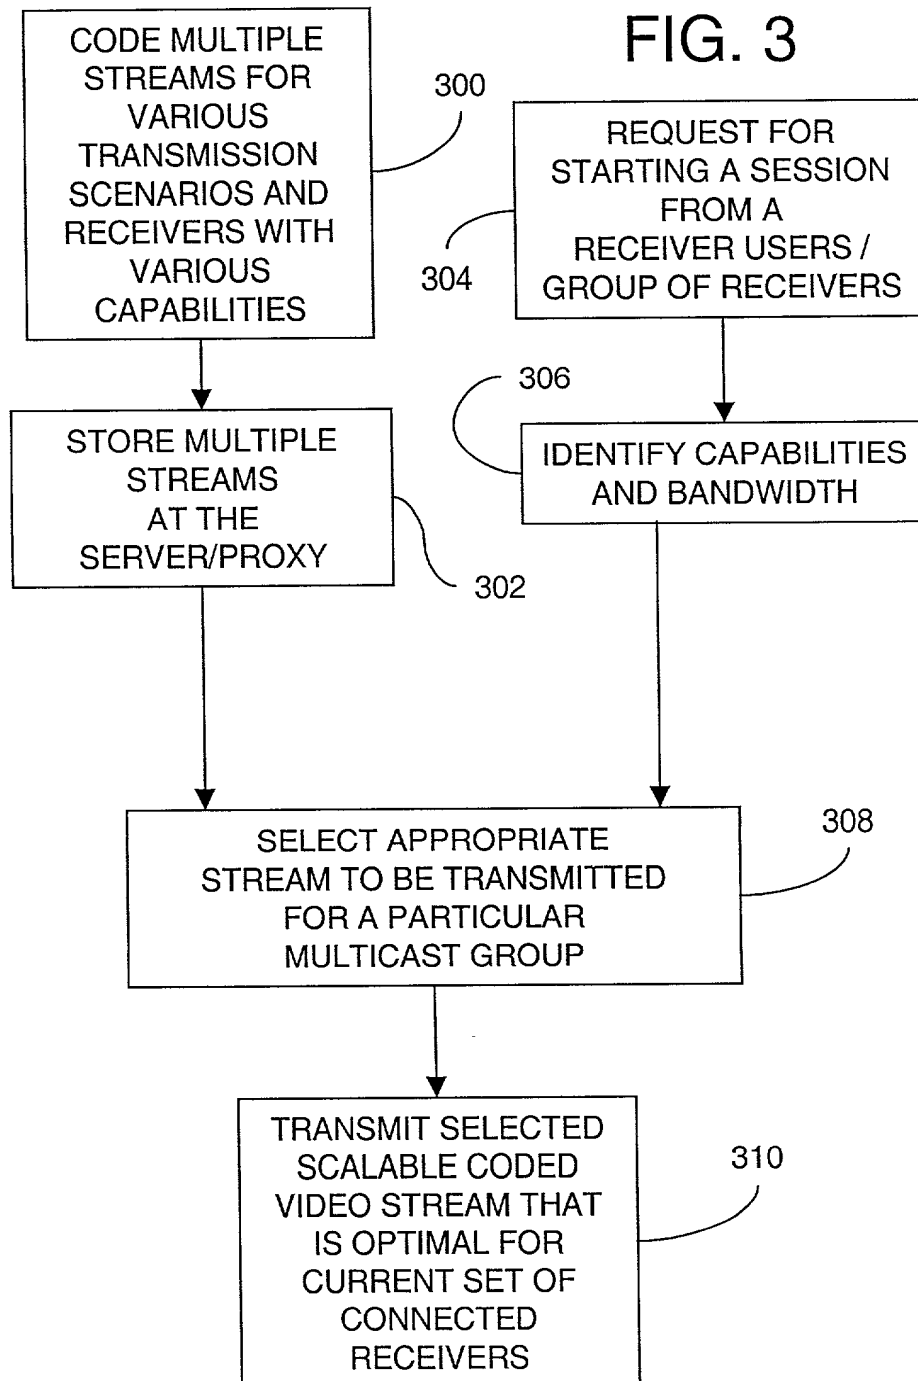 FIG. 3
CODE MULTIPLE
STREAMS FOR
VARIOUS
TRANSMISSION
SCENARIOS AND
RECEIVERS WITH
VARIOUS
CAPABILITIES
300
REQUEST FOR
STARTING A SESSION
FROM A
RECEIVER USERS /
GROUP OF RECEIVERS
304
306
STORE MULTIPLE
STREAMS
AT THE
SERVER/PROXY
302
IDENTIFY CAPABILITIES
AND BANDWIDTH
SELECT APPROPRIATE
STREAM TO BE TRANSMITTED
FOR A PARTICULAR
MULTICAST GROUP
308
TRANSMIT SELECTED
SCALABLE CODED
VIDEO STREAM THAT
IS OPTIMAL FOR
CURRENT SET OF
CONNECTED
RECEIVERS
310